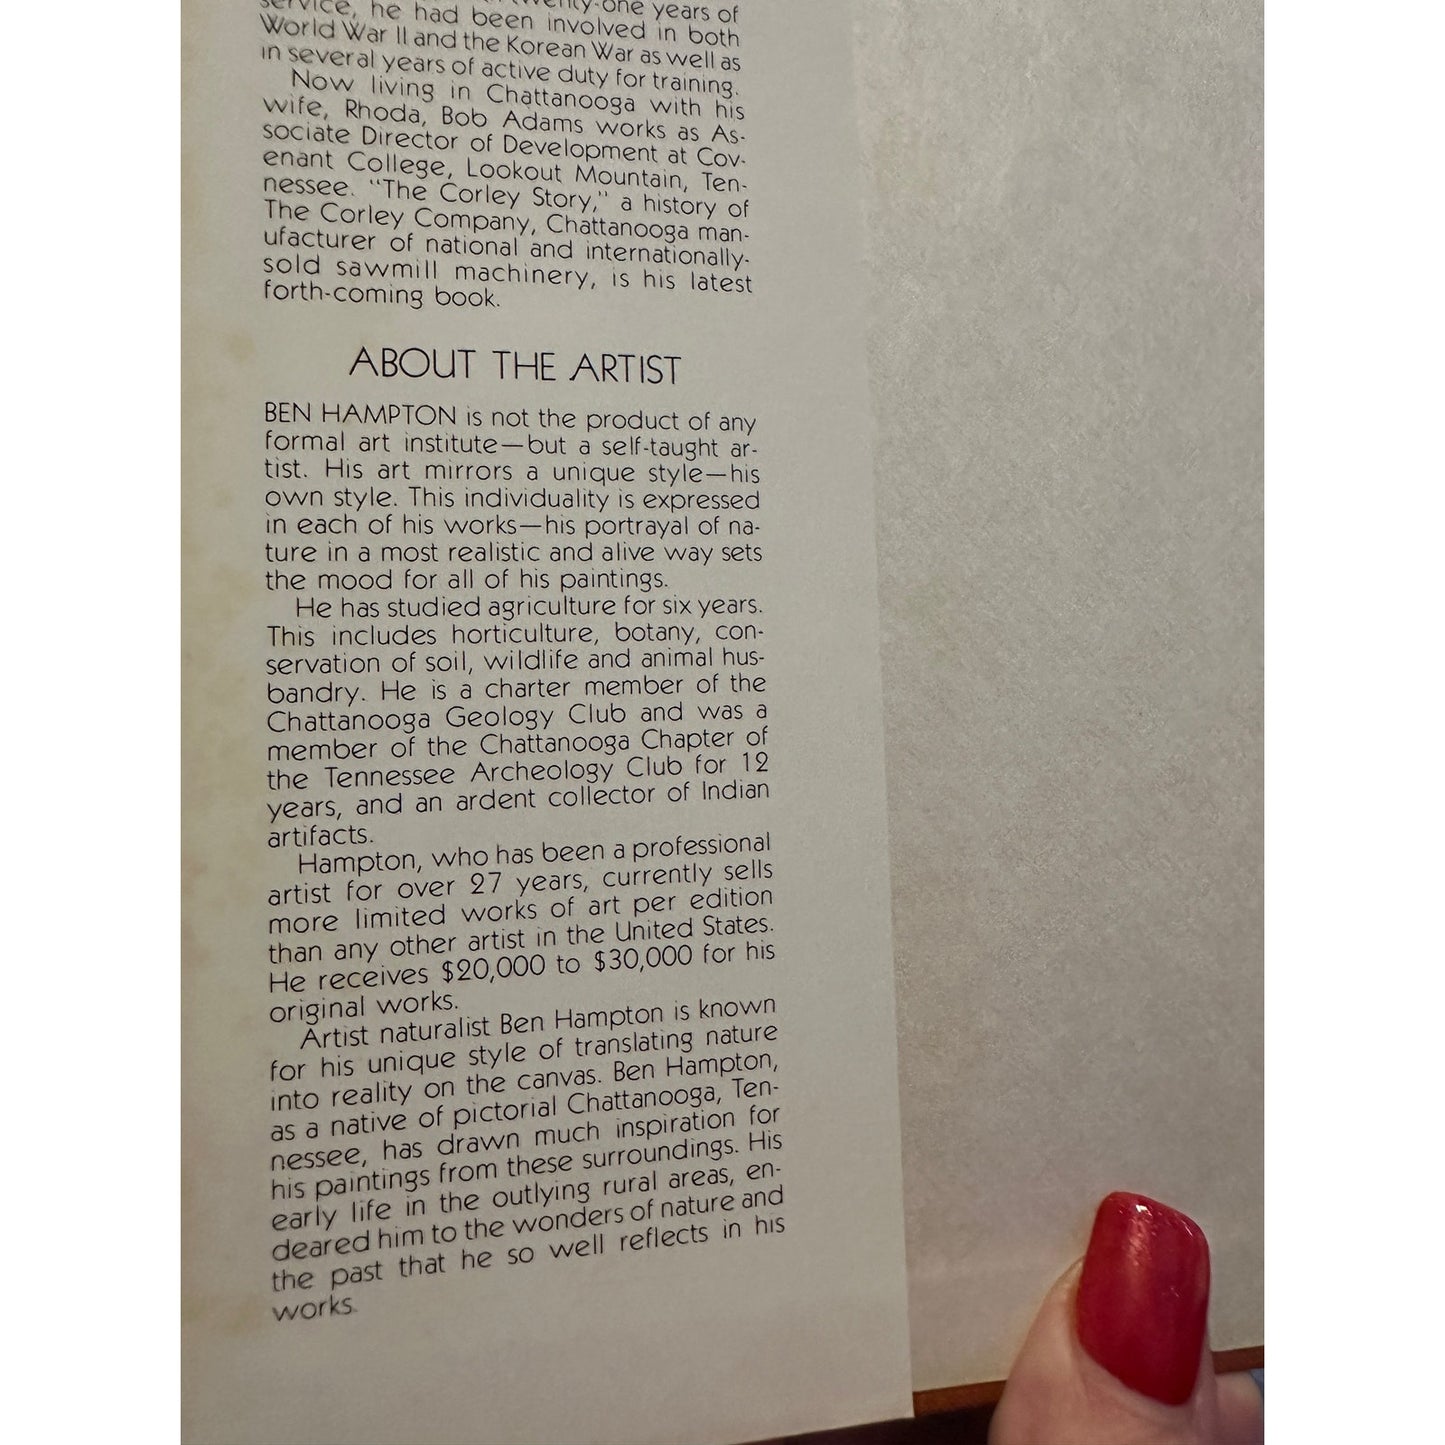 service, he had been involved in both
World War II and the Korean War as well as
in several years of active duty for training.
Now living in Chattanooga with his
wife, Rhoda, Bob Adams works as As-
sociate Director of Development at Cov-
enant College, Lookout Mountain, Ten-
nessee. "The Corley Story," a history of
The Corley Company, Chattanooga man-
ufacturer of national and internationally-
sold sawmill machinery, is his latest
forth-coming book.
ABOUT THE ARTIST
BEN HAMPTON is not the product of any
formal art institute—but a self-taught ar-
tist. His art mirrors a unique style—his
own style. This individuality is expressed
in each of his works—his portrayal of na-
ture in a most realistic and alive way sets
the mood for all of his paintings.
He has studied agriculture for six years.
This includes horticulture, botany, con-
servation of soil, wildlife and animal hus-
bandry. He is a charter member of the
Chattanooga Geology Club and was a
member of the Chattanooga Chapter of
the Tennessee Archeology Club for 12
years, and an ardent collector of Indian
artifacts.
Hampton, who has been a professional
artist for over 27 years, currently sells
more limited works of art per edition
than any other artist in the United States.
He receives $20,000 to $30,000 for his
original works.
Artist naturalist Ben Hampton is known
for his unique style of translating nature
into reality on the canvas. Ben Hampton,
as a native of pictorial Chattanooga, Ten-
nessee, has drawn much inspiration for
his paintings from these surroundings. His
early life in the outlying rural areas, en-
deared him to the wonders of nature and
the past that he so well reflects in his
works.